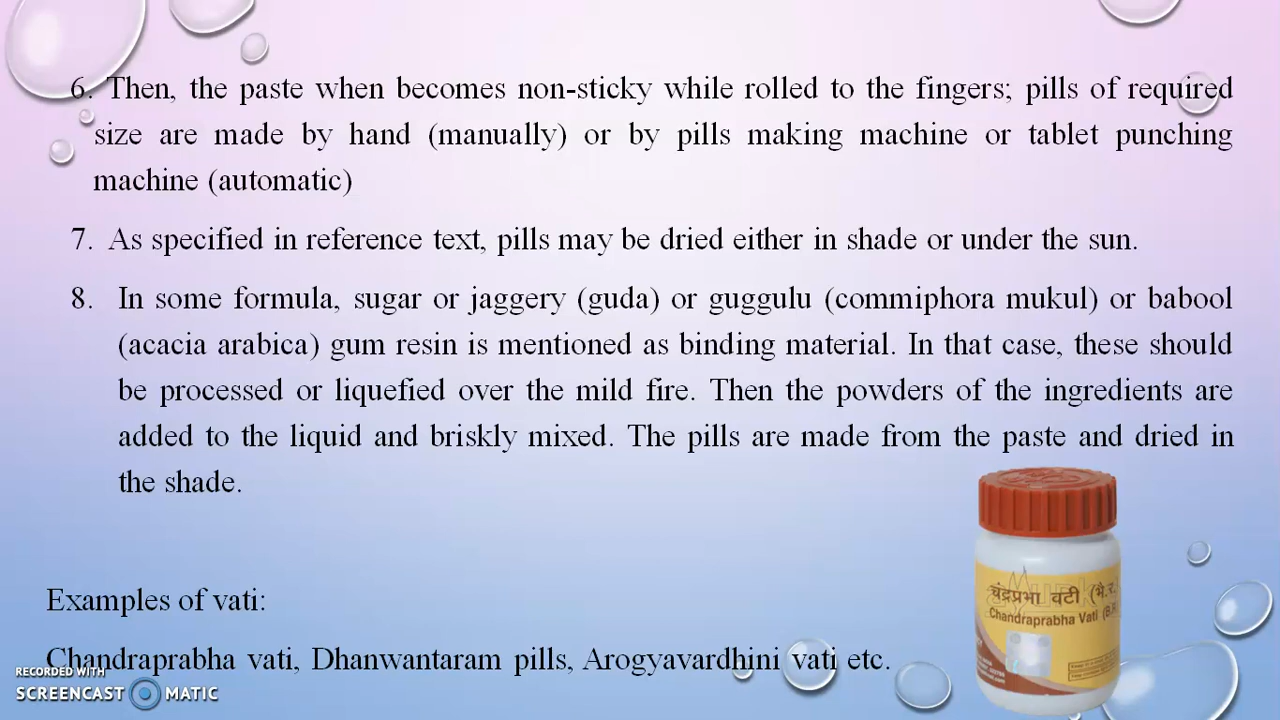 6. Then, the paste when becomes non-sticky while rolled to the fingers; pills of required
size are made by hand (manually) or by pills making machine or tablet punching
machine (automatic)
7. As specified in reference text, pills may be dried either in shade or under the sun.
8. In some formula, sugar or jaggery (guda) or guggulu (commiphora mukul) or babool
(acacia arabica) gum resin is mentioned as binding material. In that case, these should
be processed or liquefied over the mild fire. Then the powders of the ingredients are
added to the liquid and briskly mixed. The pills are made from the paste and dried in
the shade.
चंद्रप्रभा वटी (भै.र.
Chandraprabha Vati (B.R
Examples of vati:
Chandraprabha vati, Dhanwantaram pills, Arogyavardhini vati etc.
RECORDED WITH
SCREENCAST MATIC